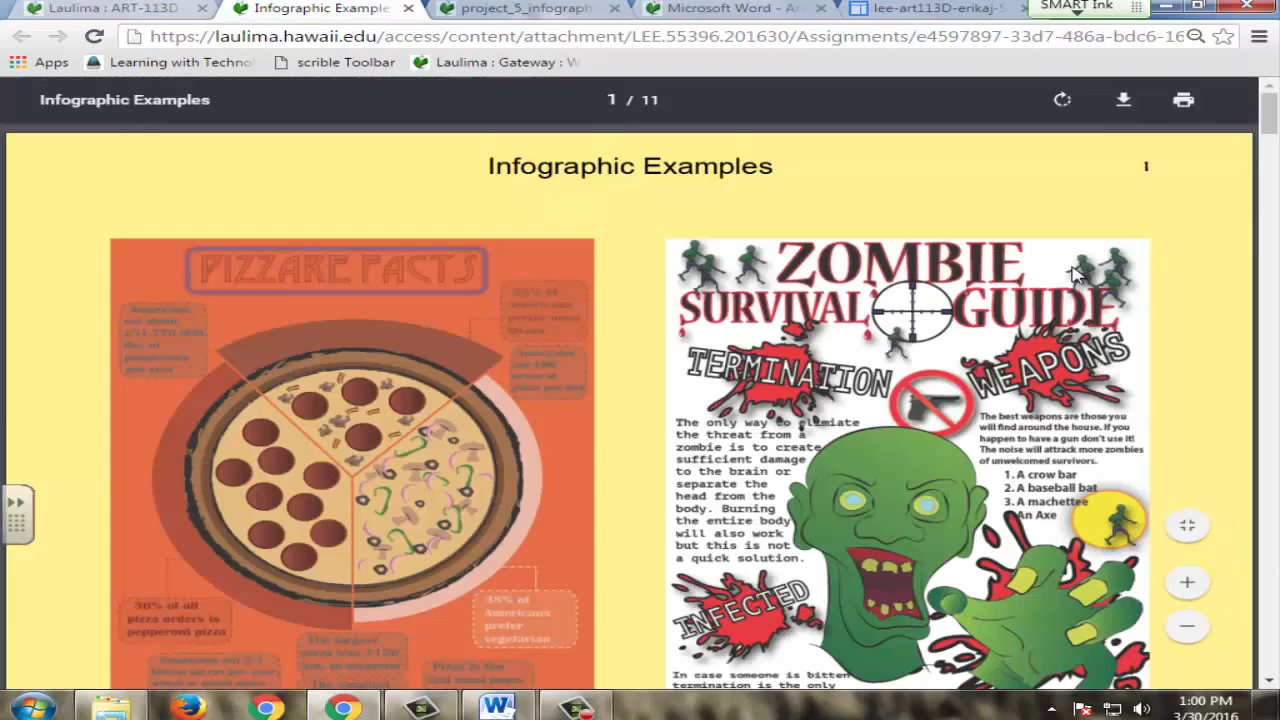 Laulima : ART-113D-
Infographic Example
project_5_infograph
Microsoft Word - A
lee-art113D-erikaj-5
SMART Ink
https://laulima.hawaii.edu/access/content/attachment/LEE.55396.201630/Assignments/e4597897-33d7-486a-bdc6-16
Apps
Learning with Techno
scrible Toolbar
Laulima : Gateway : W
Infographic Examples
1 / 11
Infographic Examples
1
PIZZARE FACTS
36% of all
pizza orders is
pepperoni pizza
38% of
Americans
prefer
vegetarian
The largest
ZOMBIE
SURVIVAL GUIDE
TERMINATION
The only way to elimiate
the threat from a
zombie is to create
sufficient damage
to the brain or
separate the
head from the
body. Burning
the entire body
will also work
but this is not
a quick solution.
WEAPONS
The best weapons are those you
will find around the house. If you
happen to have a gun don't use it!
The noise will attrack more zombies
of unwelcomed survivors.
1. A crow bar
2. A baseball bat
3. A machettee
An Axe
INFECTED
In case someone is bitten
termination is the only
1:00 PM
3/30/2016